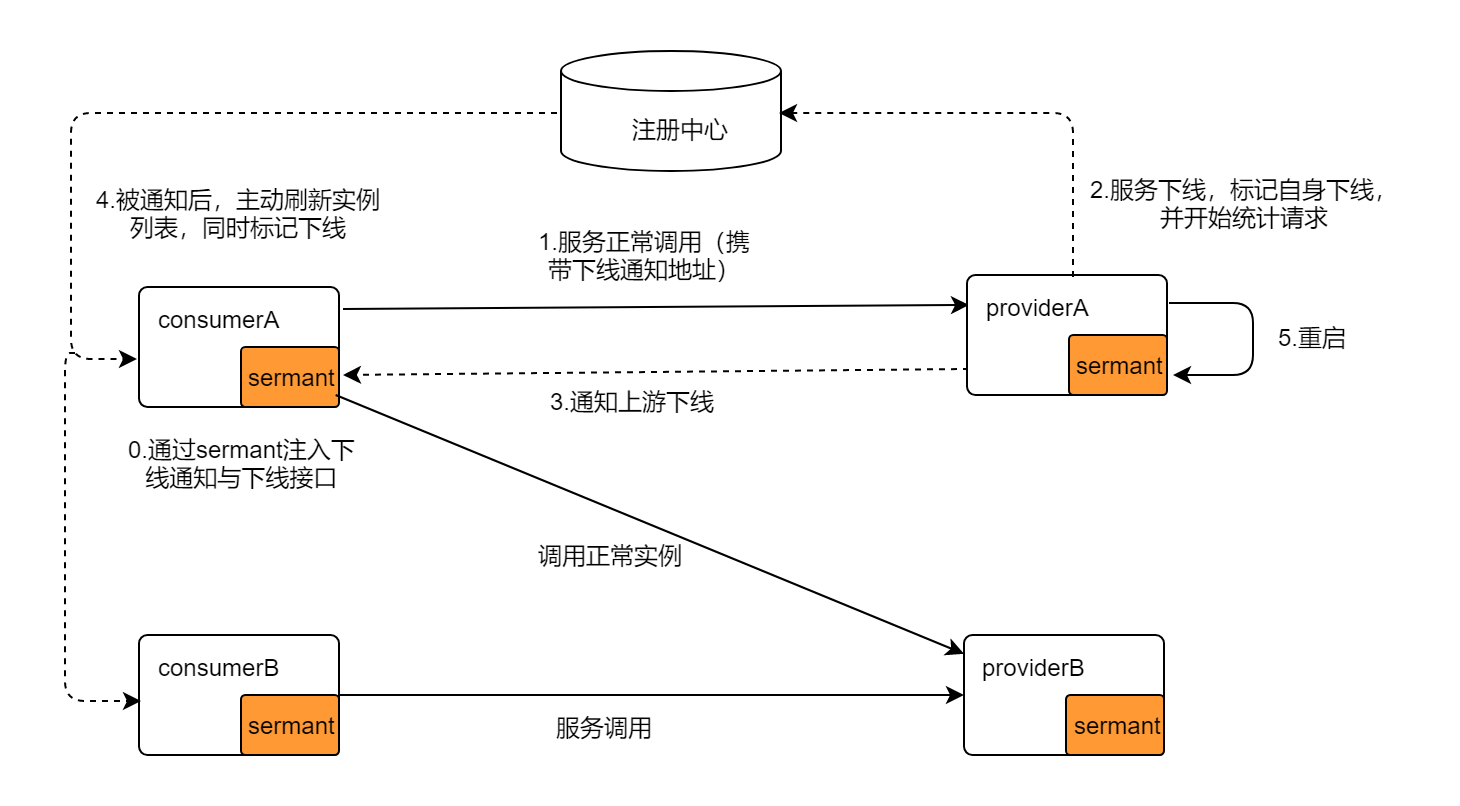 注册中心
4.被通知后，主动刷新实例
列表，同时标记下线
2.服务下线，标记自身下线，
并开始统计请求
1.服务正常调用（携
带下线通知地址）
consumerA
sermant
providerA
sermant
5.重启
3.通知上游下线
0.通过sermant注入下
线通知与下线接口
调用正常实例
consumerB
sermant
服务调用
providerB
sermant